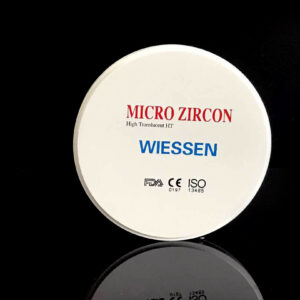 MICRO ZIRCON
High Translucent HT
WIESSEN
FDA CE ISO
0197 13485